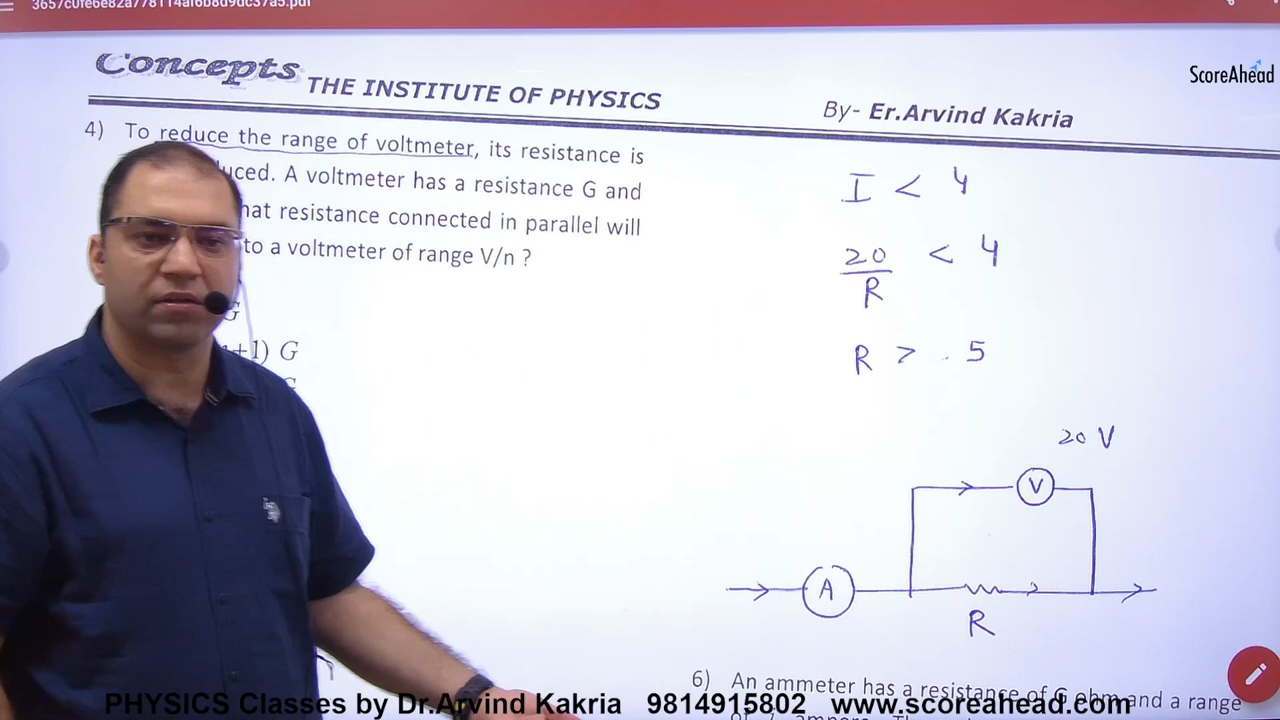 3657c0fe6e82a778114af6b8d9dc37a5.pdf
Concepts THE INSTITUTE OF PHYSICS
By- Er.Arvind Kakria
ScoreAhead
4) To reduce the range of voltmeter, its resistance is
uced. A voltmeter has a resistance G and
hat resistance connected in parallel will
to a voltmeter of range V/n ?
G
+1) G
I < 4
20/R < 4
R > 5
20 V
V
A
R
6) An ammeter has a resistance of G ohm and a range
PHYSICS Classes by Dr.Arvind Kakria 9814915802 www.scoreahead.com